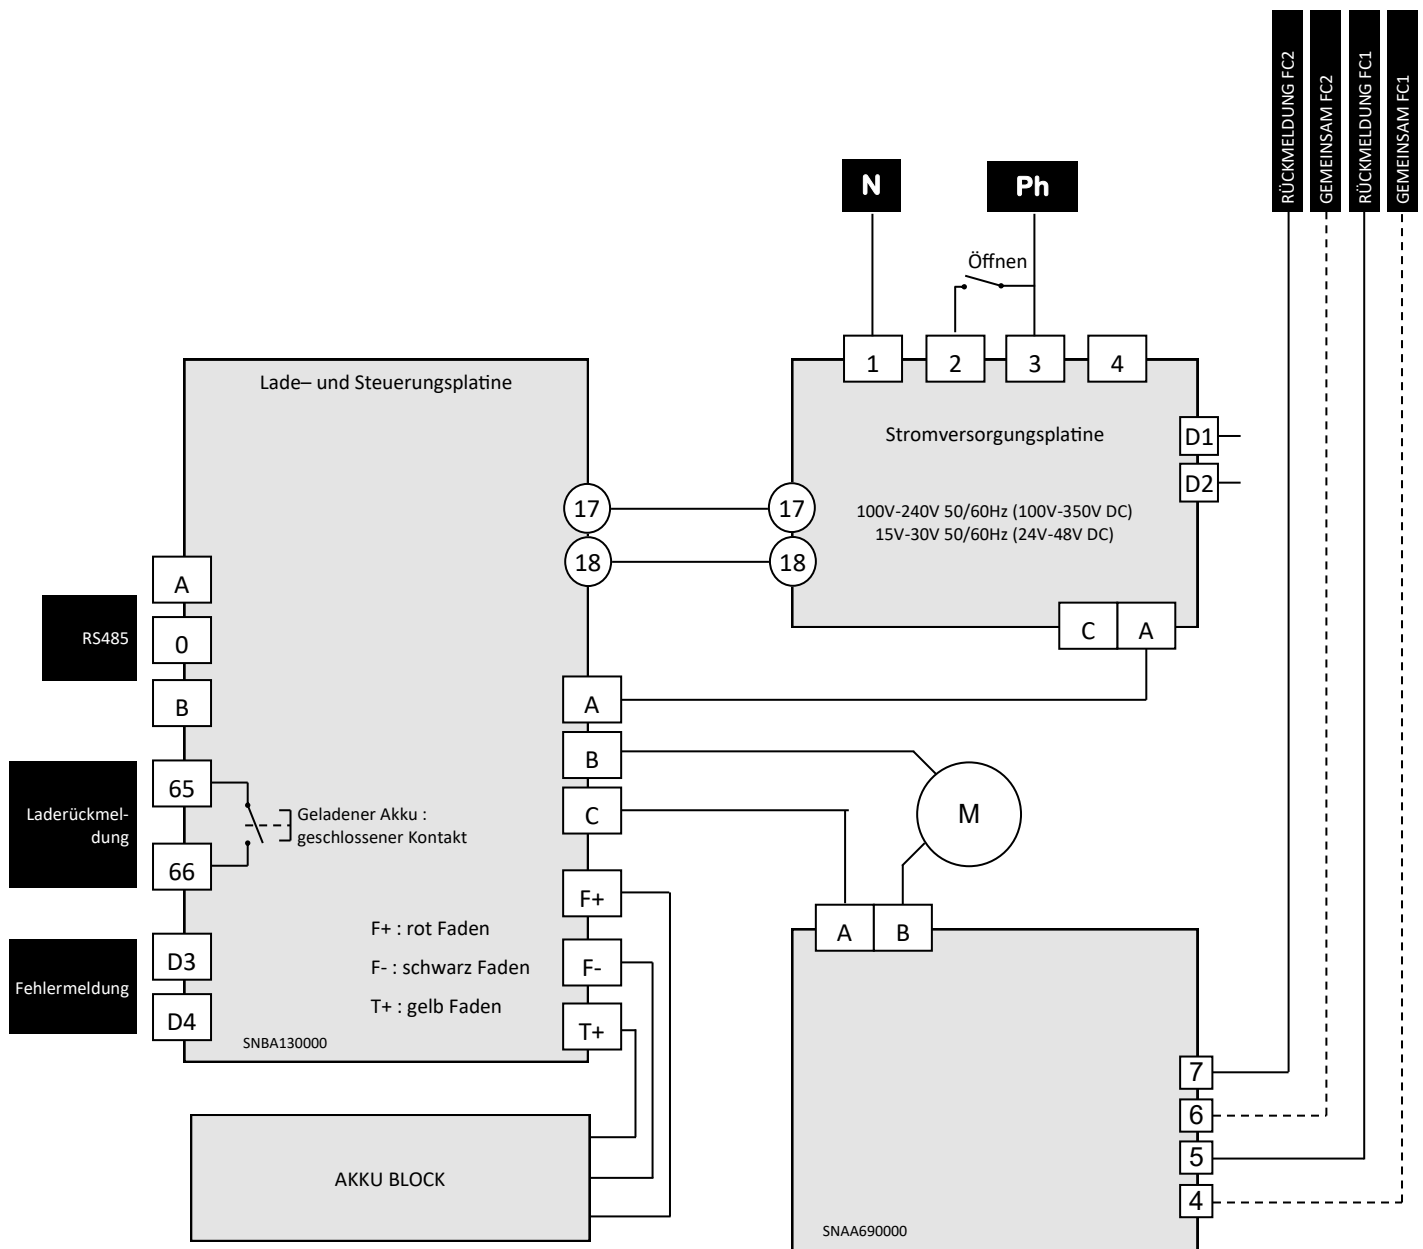 RÜCKMELDUNG FC2
GEMEINSAM FC2
RÜCKMELDUNG FC1
GEMEINSAM FC1
N
Ph
Öffnen
1
2
3
4
Stromversorgungsplatine
D1
D2
17
18
100V-240V 50/60Hz (100V-350V DC)
15V-30V 50/60Hz (24V-48V DC)
C
A
Lade– und Steuerungsplatine
17
18
A
RS485
0
B
A
B
C
Laderückmel-
dung
65
66
Geladener Akku :
geschlossener Kontakt
M
F+
F-
T+
F+ : rot Faden
F- : schwarz Faden
T+ : gelb Faden
Fehlermeldung
D3
D4
SNBA130000
AKKU BLOCK
A
B
7
6
5
4
SNAA690000